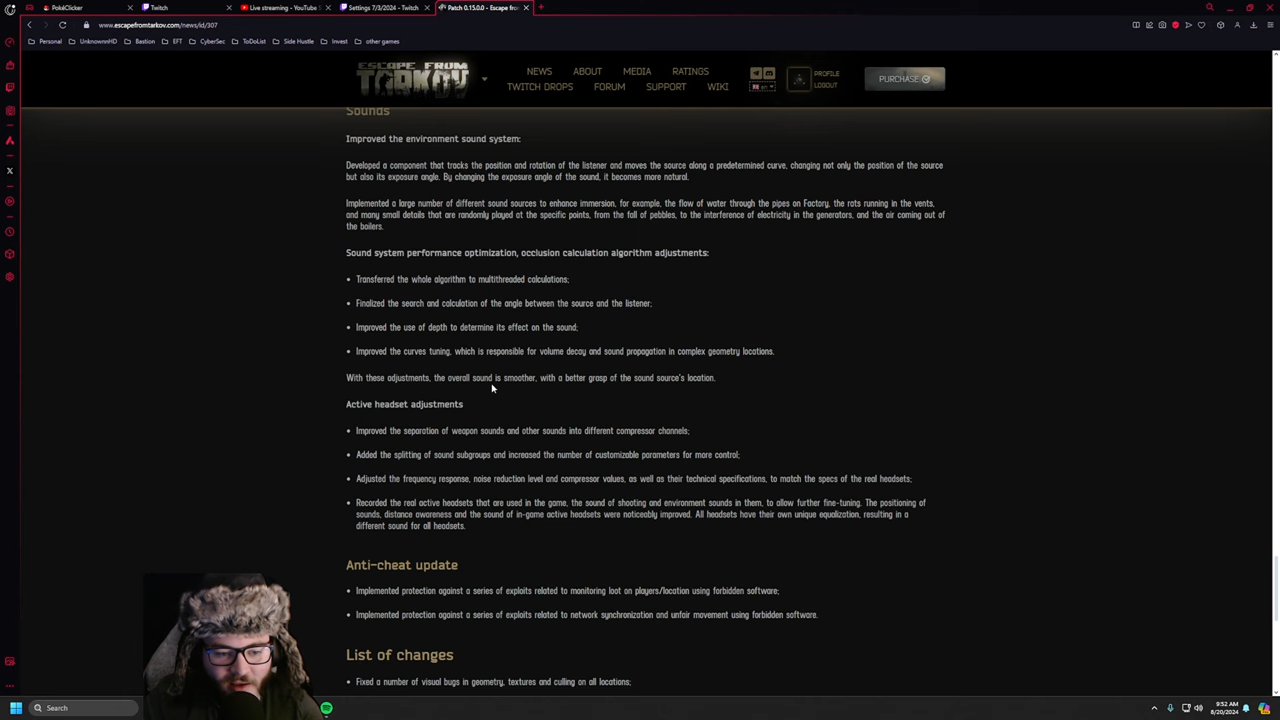 PokéClicker
Twitch
Live streaming - YouTube S
Settings 7/3/2024 - Twitch
Patch 0.15.0.0 - Escape from
www.escapefromtarkov.com/news/id/307
Personal
UnknownnHD
Bastion
EFT
CyberSec
ToDoList
Side Hustle
Invest
other games
ESCAPE FROM
TARKOV
NEWS ABOUT MEDIA RATINGS
TWITCH DROPS FORUM SUPPORT WIKI
PROFILE
LOGOUT
PURCHASE
Sounds
Improved the environment sound system:
Developed a component that tracks the position and rotation of the listener and moves the source along a predetermined curve, changing not only the position of the source
but also its exposure angle. By changing the exposure angle of the sound, it becomes more natural.
Implemented a large number of different sound sources to enhance immersion, for example, the flow of water through the pipes on Factory, the rats running in the vents,
and many small details that are randomly played at the specific points, from the fall of pebbles, to the interference of electricity in the generators, and the air coming out of
the boilers.
Sound system performance optimization, occlusion calculation algorithm adjustments:
• Transferred the whole algorithm to multithreaded calculations;
• Finalized the search and calculation of the angle between the source and the listener;
• Improved the use of depth to determine its effect on the sound;
• Improved the curves tuning, which is responsible for volume decay and sound propagation in complex geometry locations.
With these adjustments, the overall sound is smoother, with a better grasp of the sound source's location.
Active headset adjustments
• Improved the separation of weapon sounds and other sounds into different compressor channels;
• Added the splitting of sound subgroups and increased the number of customizable parameters for more control;
• Adjusted the frequency response, noise reduction level and compressor values, as well as their technical specifications, to match the specs of the real headsets;
• Recorded the real active headsets that are used in the game, the sound of shooting and environment sounds in them, to allow further fine-tuning. The positioning of
sounds, distance awareness and the sound of in-game active headsets were noticeably improved. All headsets have their own unique equalization, resulting in a
different sound for all headsets.
Anti-cheat update
• Implemented protection against a series of exploits related to monitoring loot on players/location using forbidden software;
• Implemented protection against a series of exploits related to network synchronization and unfair movement using forbidden software.
List of changes
• Fixed a number of visual bugs in geometry, textures and culling on all locations;
Search
9:52 AM
8/20/2024